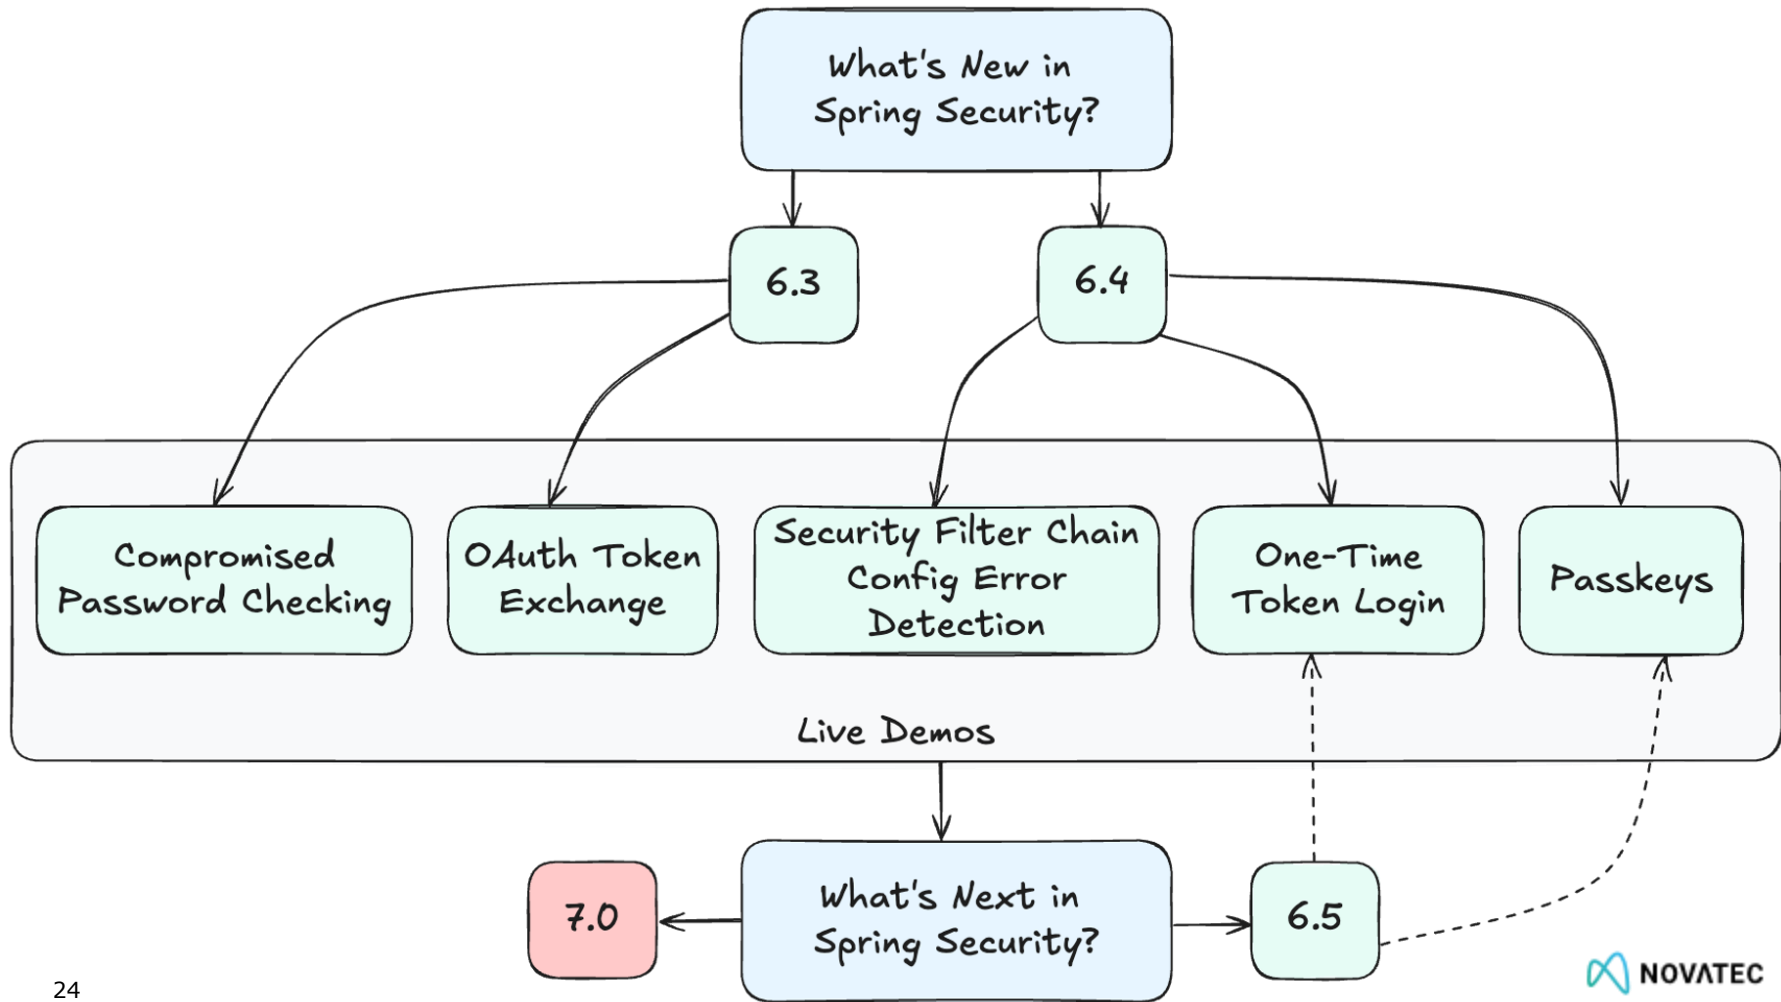 What's New in
Spring Security?
6.3
6.4
Compromised
Password Checking
OAuth Token
Exchange
Security Filter Chain
Config Error
Detection
One-Time
Token Login
Passkeys
Live Demos
7.0
What's Next in
Spring Security?
6.5
24
NOVATEC